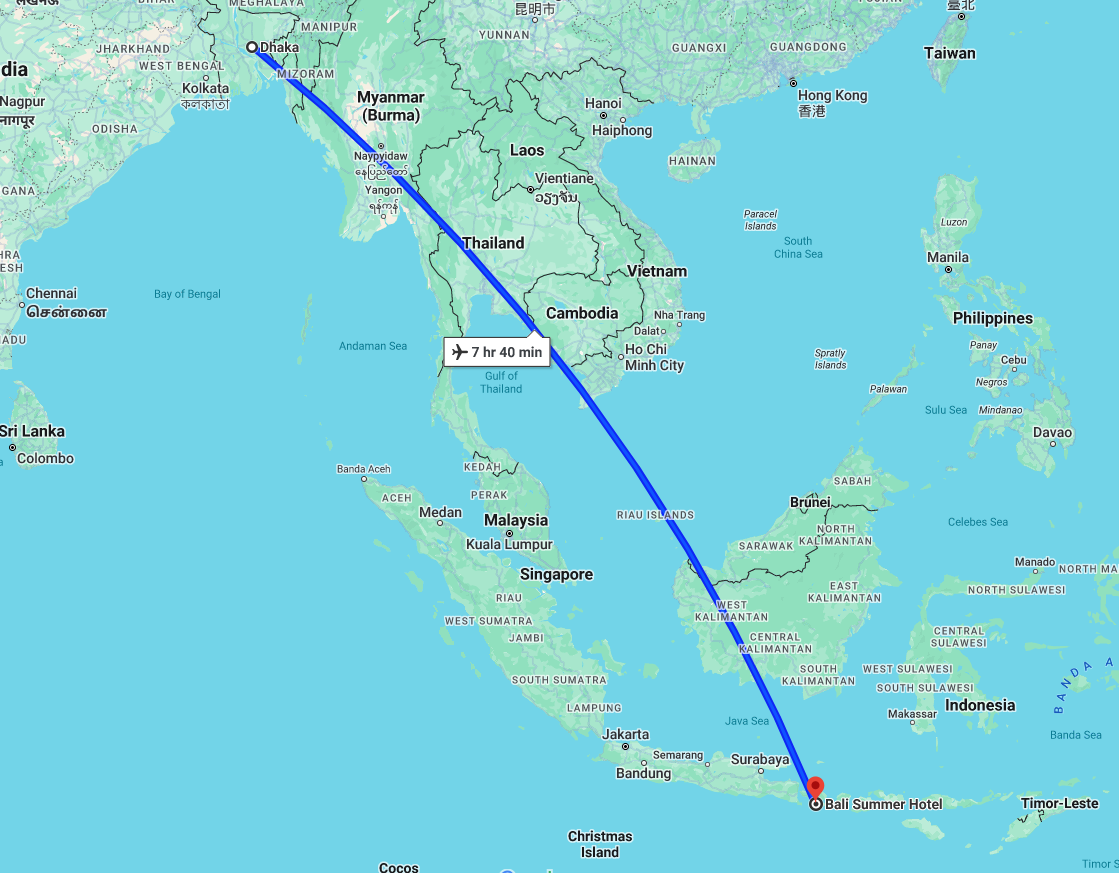 MEGHALAYA
BIHAR
昆明市
FUJIAN
臺北
MANIPUR
YUNNAN
Dhaka
JHARKHAND
WEST BENGAL
MIZORAM
GUANGXI
GUANGDONG
Taiwan
dia
Kolkata
কলকাতা
Nagpur
नागपूर
ODISHA
Myanmar
(Burma)
Hanoi
Haiphong
Hong Kong
香港
Laos
HAINAN
Naypyidaw
နေပြည်တော်
Yangon
ရန်ကုန်
Vientiane
ວຽງຈັນ
GANA
Paracel
Islands
Luzon
Thailand
South
China Sea
Manila
HRA
ESH
Vietnam
Chennai
சென்னை
Bay of Bengal
Cambodia
Nha Trang
Dalat
Philippines
NADU
Andaman Sea
7 hr 40 min
Ho Chi
Minh City
Spratly
Islands
Panay
Cebu
Gulf of
Thailand
Negros
Palawan
Sulu Sea
Mindanao
Sri Lanka
Colombo
Davao
Banda Aceh
KEDAH
ACEH
PERAK
SABAH
Medan
Malaysia
RIAU ISLANDS
Brunei
Celebes Sea
Kuala Lumpur
SARAWAK
NORTH
KALIMANTAN
Singapore
Manado
NORTH MA
RIAU
WEST
KALIMANTAN
EAST
KALIMANTAN
NORTH SULAWESI
WEST SUMATRA
JAMBI
CENTRAL
KALIMANTAN
CENTRAL
SULAWESI
SOUTH SUMATRA
SOUTH
KALIMANTAN
WEST SULAWESI
SOUTH SULAWESI
BANDA A
LAMPUNG
Java Sea
Makassar
Indonesia
Jakarta
Banda Sea
Bandung
Semarang
Surabaya
Bali Summer Hotel
Timor-Leste
Christmas
Island
Cocos
Timor S